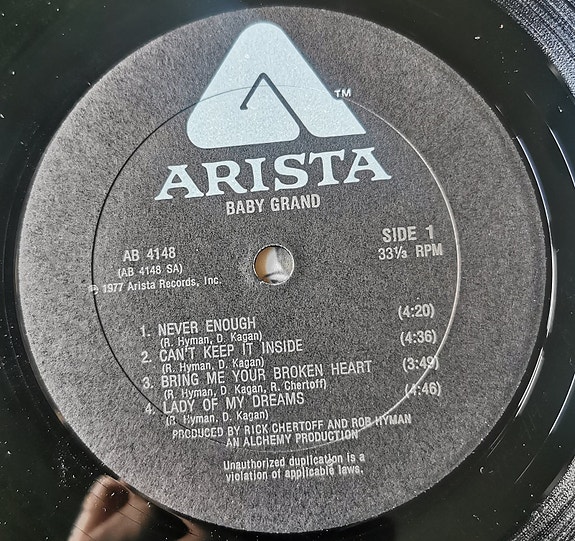 TM
ARISTA
BABY GRAND
AB 4148
(AB 4148 SA)
℗ 1977 Arista Records, Inc.
SIDE 1
33⅓ RPM
1. NEVER ENOUGH (4:20)
(R. Hyman, D. Kagan)
2. CAN'T KEEP IT INSIDE (4:36)
(R. Hyman, D. Kagan)
3. BRING ME YOUR BROKEN HEART (3:49)
(R. Hyman, D. Kagan, R. Chertoff)
4. LADY OF MY DREAMS (4:46)
(R. Hyman, D. Kagan)
PRODUCED BY RICK CHERTOFF AND ROB HYMAN
AN ALCHEMY PRODUCTION
Unauthorized duplication is a
violation of applicable laws.